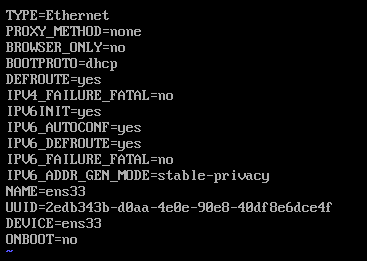 TYPE=Ethernet
PROXY_METHOD=none
BROWSER_ONLY=no
BOOTPROTO=dhcp
DEFROUTE=yes
IPV4_FAILURE_FATAL=no
IPV6INIT=yes
IPV6_AUTOCONF=yes
IPV6_DEFROUTE=yes
IPV6_FAILURE_FATAL=no
IPV6_ADDR_GEN_MODE=stable-privacy
NAME=ens33
UUID=2edb343b-d0aa-4e0e-90e8-40df8e6dce4f
DEVICE=ens33
ONBOOT=no
~